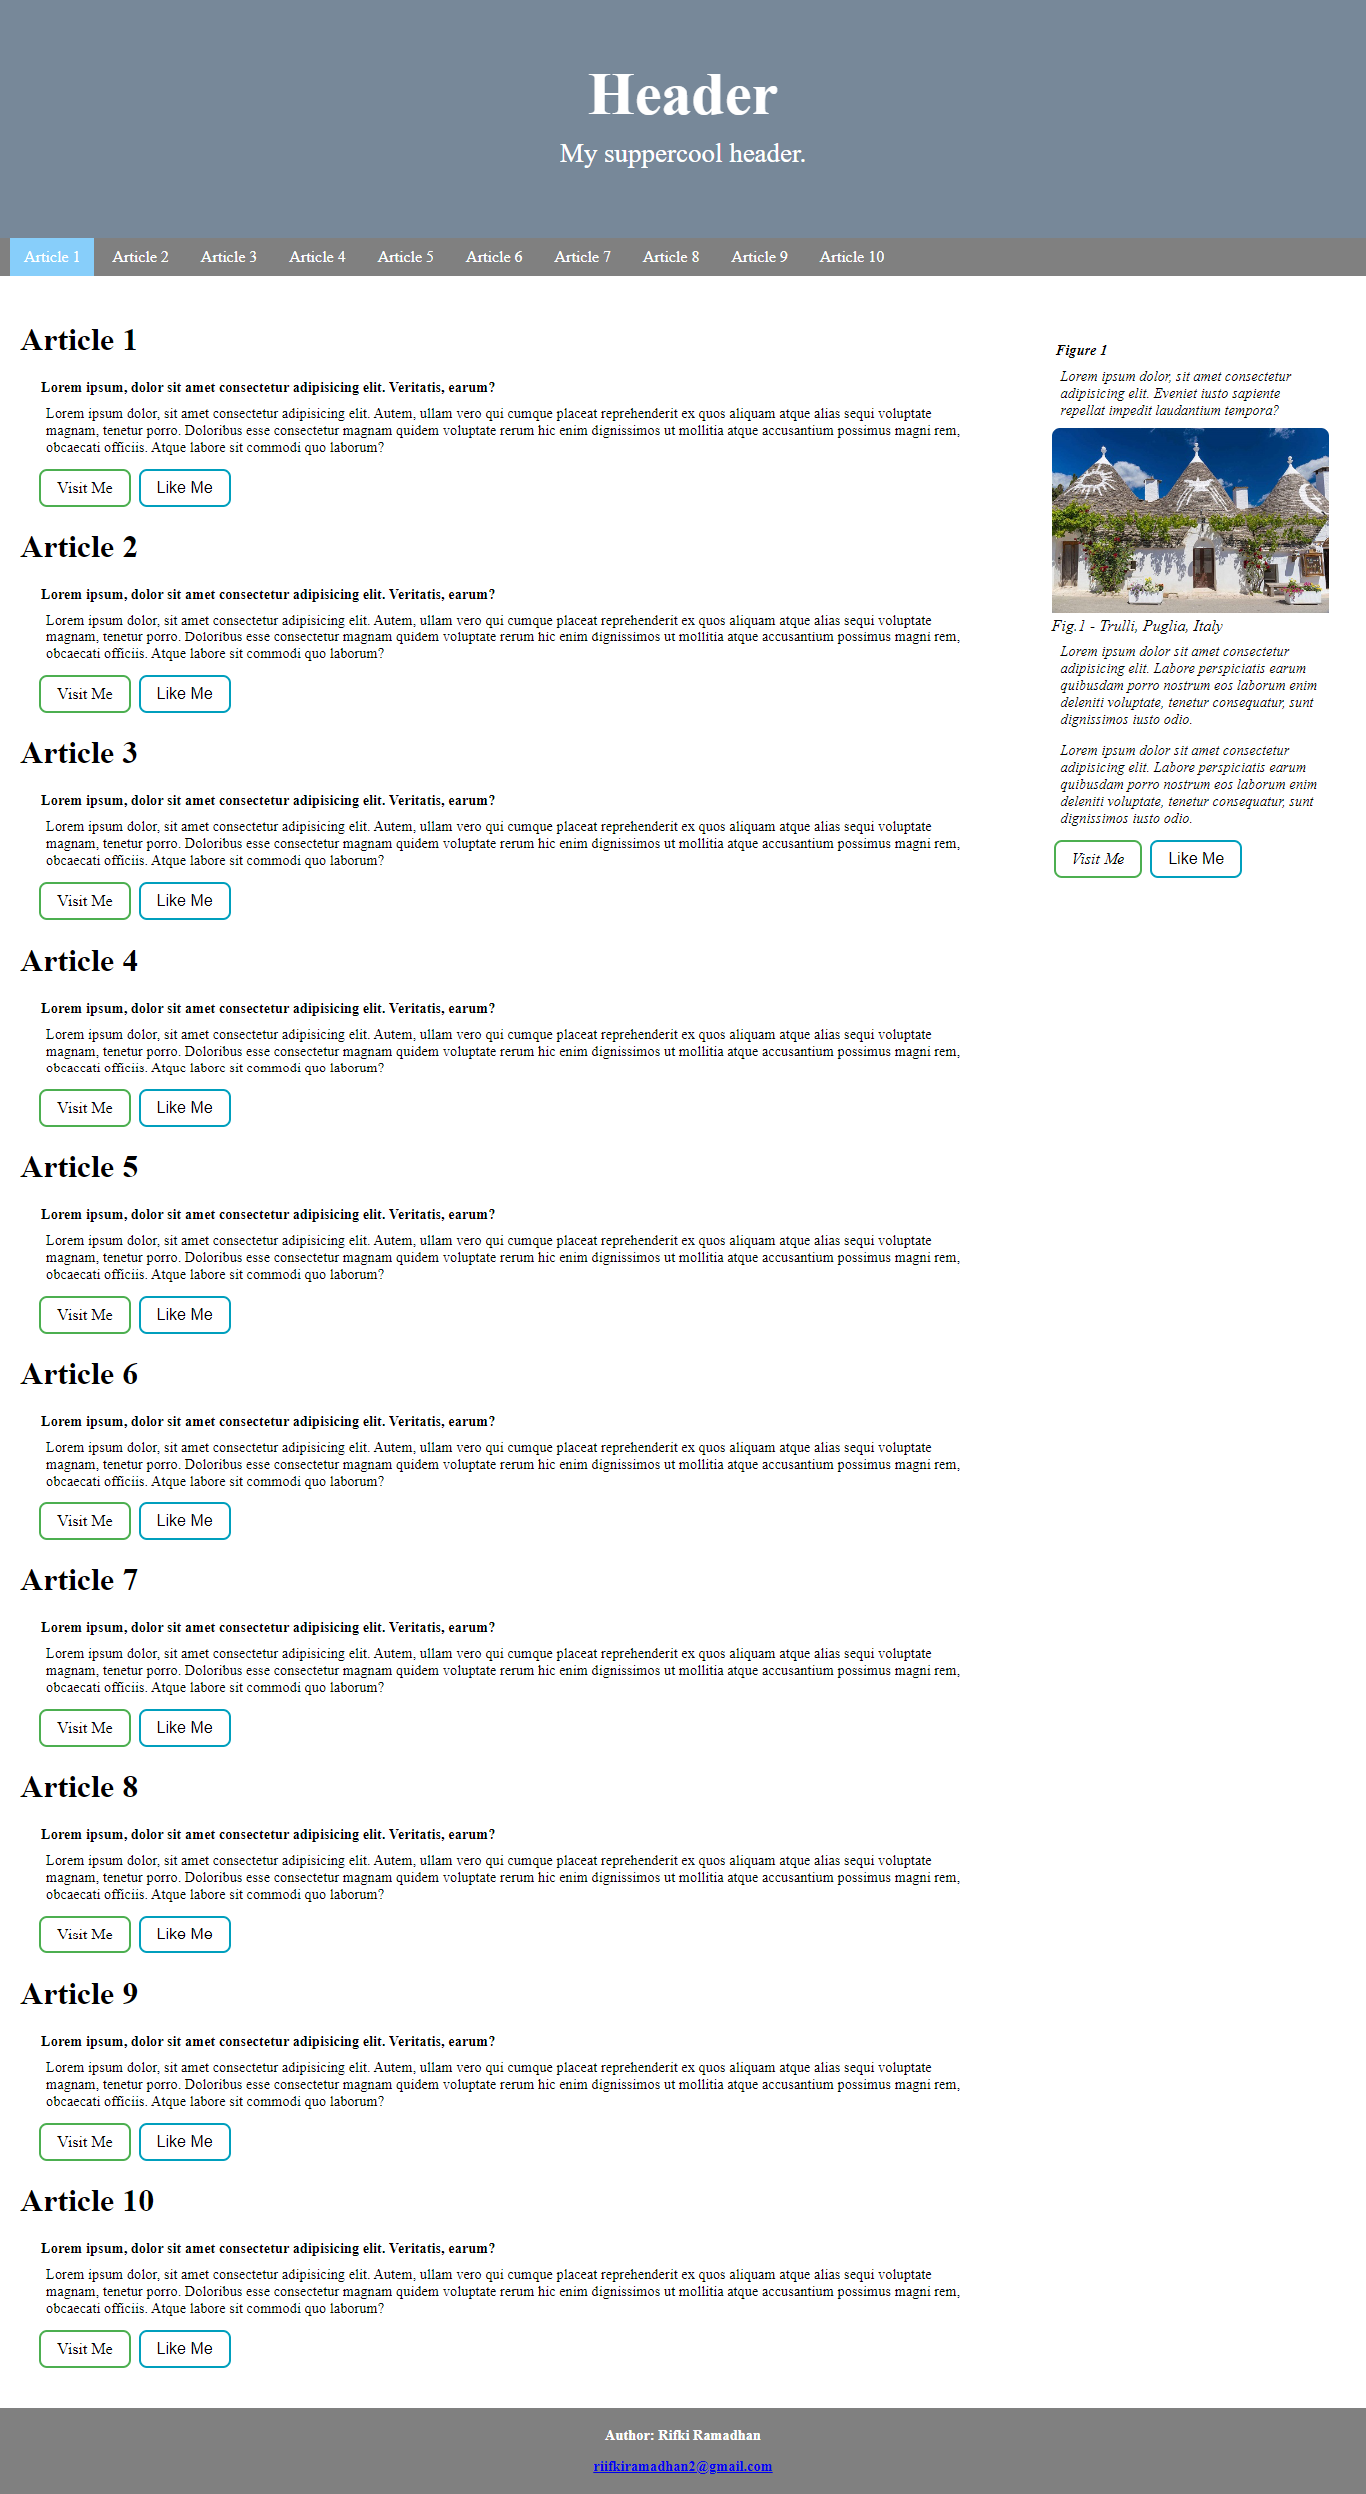 Header
My suppercool header.
Article 1 Article 2 Article 3 Article 4 Article 5 Article 6 Article 7 Article 8 Article 9 Article 10
Article 1
Lorem ipsum, dolor sit amet consectetur adipisicing elit. Veritatis, earum?
Lorem ipsum dolor, sit amet consectetur adipisicing elit. Autem, ullam vero qui cumque placeat reprehenderit ex quos aliquam atque alias sequi voluptate
magnam, tenetur porro. Doloribus esse consectetur magnam quidem voluptate rerum hic enim dignissimos ut mollitia atque accusantium possimus magni rem,
obcaecati officiis. Atque labore sit commodi quo laborum?
Visit Me Like Me
Article 2
Lorem ipsum, dolor sit amet consectetur adipisicing elit. Veritatis, earum?
Lorem ipsum dolor, sit amet consectetur adipisicing elit. Autem, ullam vero qui cumque placeat reprehenderit ex quos aliquam atque alias sequi voluptate
magnam, tenetur porro. Doloribus esse consectetur magnam quidem voluptate rerum hic enim dignissimos ut mollitia atque accusantium possimus magni rem,
obcaecati officiis. Atque labore sit commodi quo laborum?
Visit Me Like Me
Article 3
Lorem ipsum, dolor sit amet consectetur adipisicing elit. Veritatis, earum?
Lorem ipsum dolor, sit amet consectetur adipisicing elit. Autem, ullam vero qui cumque placeat reprehenderit ex quos aliquam atque alias sequi voluptate
magnam, tenetur porro. Doloribus esse consectetur magnam quidem voluptate rerum hic enim dignissimos ut mollitia atque accusantium possimus magni rem,
obcaecati officiis. Atque labore sit commodi quo laborum?
Visit Me Like Me
Article 4
Lorem ipsum, dolor sit amet consectetur adipisicing elit. Veritatis, earum?
Lorem ipsum dolor, sit amet consectetur adipisicing elit. Autem, ullam vero qui cumque placeat reprehenderit ex quos aliquam atque alias sequi voluptate
magnam, tenetur porro. Doloribus esse consectetur magnam quidem voluptate rerum hic enim dignissimos ut mollitia atque accusantium possimus magni rem,
obcaecati officiis. Atque labore sit commodi quo laborum?
Visit Me Like Me
Article 5
Lorem ipsum, dolor sit amet consectetur adipisicing elit. Veritatis, earum?
Lorem ipsum dolor, sit amet consectetur adipisicing elit. Autem, ullam vero qui cumque placeat reprehenderit ex quos aliquam atque alias sequi voluptate
magnam, tenetur porro. Doloribus esse consectetur magnam quidem voluptate rerum hic enim dignissimos ut mollitia atque accusantium possimus magni rem,
obcaecati officiis. Atque labore sit commodi quo laborum?
Visit Me Like Me
Article 6
Lorem ipsum, dolor sit amet consectetur adipisicing elit. Veritatis, earum?
Lorem ipsum dolor, sit amet consectetur adipisicing elit. Autem, ullam vero qui cumque placeat reprehenderit ex quos aliquam atque alias sequi voluptate
magnam, tenetur porro. Doloribus esse consectetur magnam quidem voluptate rerum hic enim dignissimos ut mollitia atque accusantium possimus magni rem,
obcaecati officiis. Atque labore sit commodi quo laborum?
Visit Me Like Me
Article 7
Lorem ipsum, dolor sit amet consectetur adipisicing elit. Veritatis, earum?
Lorem ipsum dolor, sit amet consectetur adipisicing elit. Autem, ullam vero qui cumque placeat reprehenderit ex quos aliquam atque alias sequi voluptate
magnam, tenetur porro. Doloribus esse consectetur magnam quidem voluptate rerum hic enim dignissimos ut mollitia atque accusantium possimus magni rem,
obcaecati officiis. Atque labore sit commodi quo laborum?
Visit Me Like Me
Article 8
Lorem ipsum, dolor sit amet consectetur adipisicing elit. Veritatis, earum?
Lorem ipsum dolor, sit amet consectetur adipisicing elit. Autem, ullam vero qui cumque placeat reprehenderit ex quos aliquam atque alias sequi voluptate
magnam, tenetur porro. Doloribus esse consectetur magnam quidem voluptate rerum hic enim dignissimos ut mollitia atque accusantium possimus magni rem,
obcaecati officiis. Atque labore sit commodi quo laborum?
Visit Me Like Me
Article 9
Lorem ipsum, dolor sit amet consectetur adipisicing elit. Veritatis, earum?
Lorem ipsum dolor, sit amet consectetur adipisicing elit. Autem, ullam vero qui cumque placeat reprehenderit ex quos aliquam atque alias sequi voluptate
magnam, tenetur porro. Doloribus esse consectetur magnam quidem voluptate rerum hic enim dignissimos ut mollitia atque accusantium possimus magni rem,
obcaecati officiis. Atque labore sit commodi quo laborum?
Visit Me Like Me
Article 10
Lorem ipsum, dolor sit amet consectetur adipisicing elit. Veritatis, earum?
Lorem ipsum dolor, sit amet consectetur adipisicing elit. Autem, ullam vero qui cumque placeat reprehenderit ex quos aliquam atque alias sequi voluptate
magnam, tenetur porro. Doloribus esse consectetur magnam quidem voluptate rerum hic enim dignissimos ut mollitia atque accusantium possimus magni rem,
obcaecati officiis. Atque labore sit commodi quo laborum?
Visit Me Like Me
Figure 1
Lorem ipsum dolor, sit amet consectetur
adipisicing elit. Eveniet iusto sapiente
repellat impedit laudantium tempora?
Fig.1 - Trulli, Puglia, Italy
Lorem ipsum dolor sit amet consectetur
adipisicing elit. Labore perspiciatis earum
quibusdam porro nostrum eos laborum enim
deleniti voluptate, tenetur consequatur, sunt
dignissimos iusto odio.
Lorem ipsum dolor sit amet consectetur
adipisicing elit. Labore perspiciatis earum
quibusdam porro nostrum eos laborum enim
deleniti voluptate, tenetur consequatur, sunt
dignissimos iusto odio.
Visit Me Like Me
Author: Rifki Ramadhan
riifkiramadhan2@gmail.com